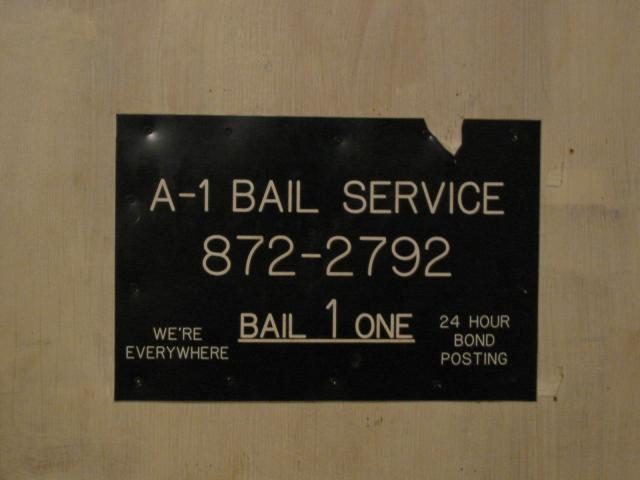 A-1 BAIL SERVICE
872-2792
BAIL 1 ONE
WE'RE
EVERYWHERE
24 HOUR
BOND
POSTING